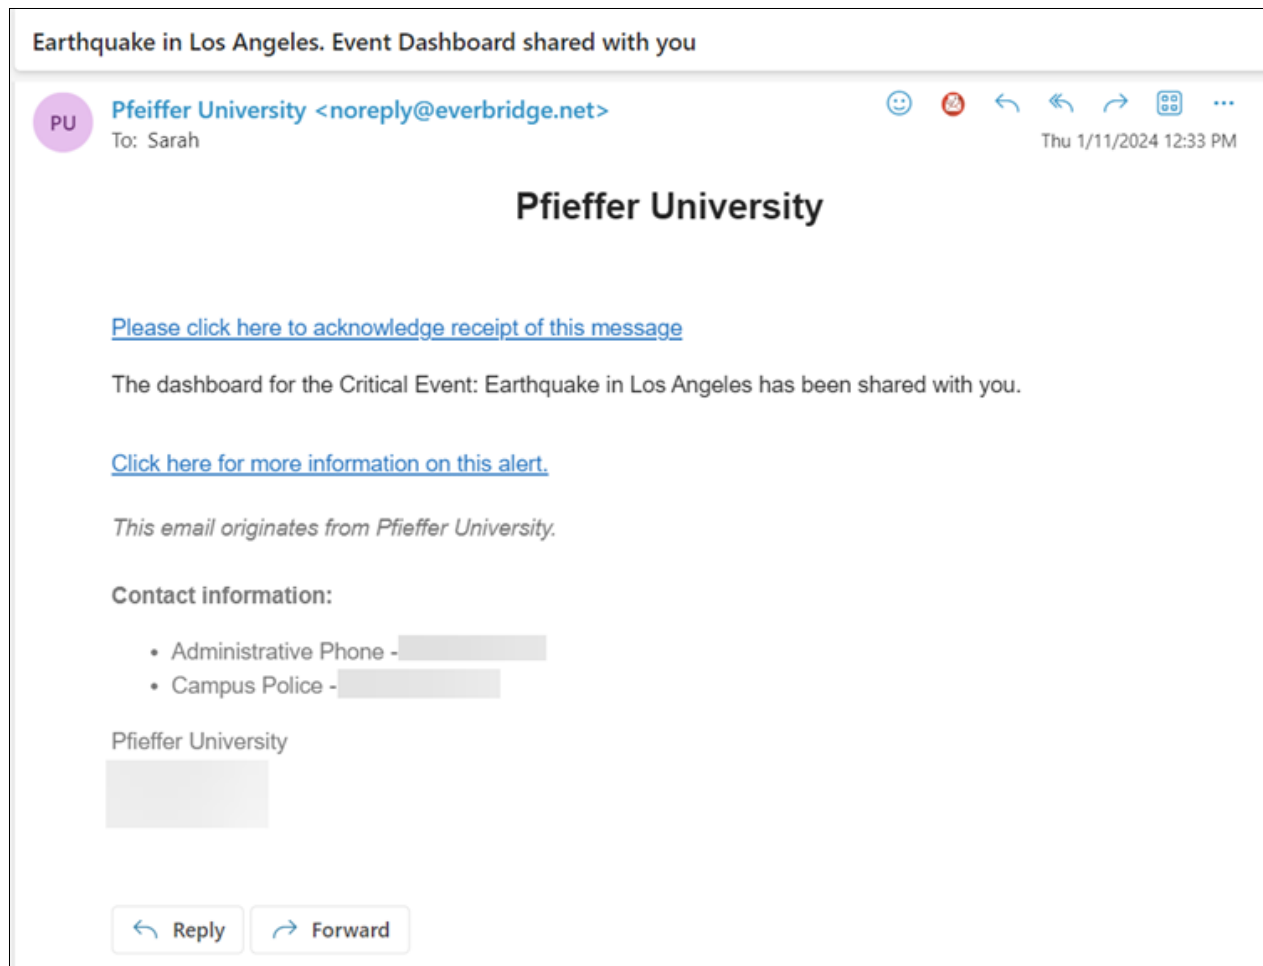 Earthquake in Los Angeles. Event Dashboard shared with you
PU
Pfeiffer University <noreply@everbridge.net>
To: Sarah
Thu 1/11/2024 12:33 PM
Pfieffer University
Please click here to acknowledge receipt of this message
The dashboard for the Critical Event: Earthquake in Los Angeles has been shared with you.
Click here for more information on this alert.
This email originates from Pfieffer University.
Contact information:
• Administrative Phone -
• Campus Police -
Pfieffer University
Reply
Forward